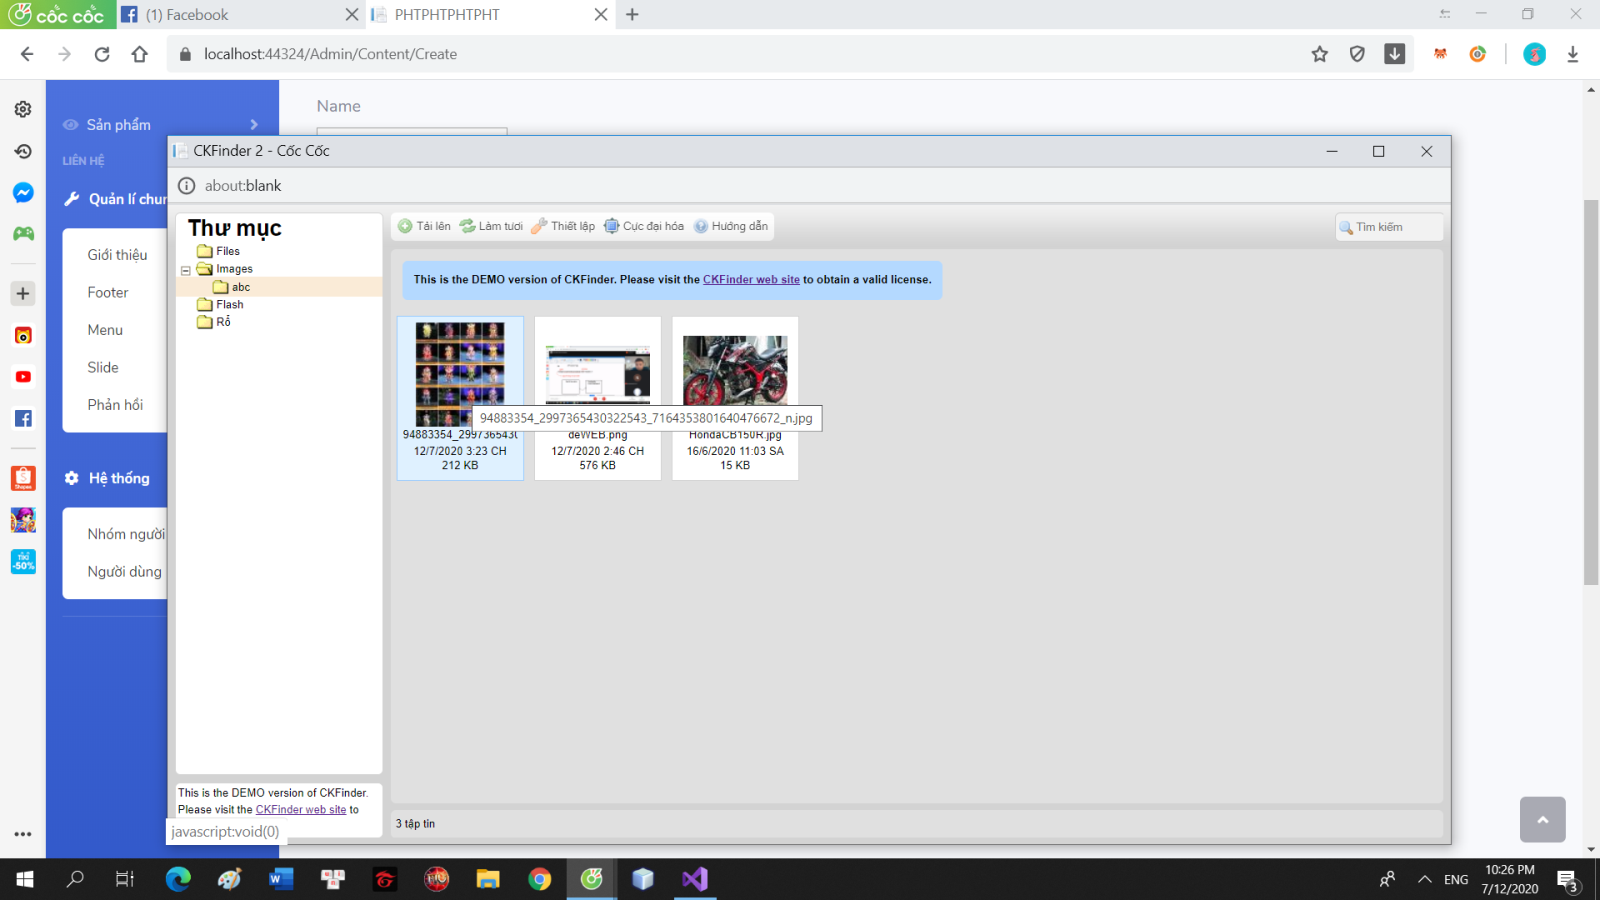 cốc cốc
(1) Facebook
PHTPHTPHTPHT
localhost:44324/Admin/Content/Create
Name
Sản phẩm
LIÊN HỆ
Quản lí chun
Giới thiệu
Footer
Menu
Slide
Phản hồi
Hệ thống
Nhóm người
Người dùng
CKFinder 2 - Cốc Cốc
about:blank
Thư mục
Files
Images
abc
Flash
Rổ
Tải lên
Làm tươi
Thiết lập
Cực đại hóa
Hướng dẫn
Tìm kiếm
This is the DEMO version of CKFinder. Please visit the CKFinder web site to obtain a valid license.
94883354_2997365430322543_7164353801640476672_n.jpg
94883354_299736543(
12/7/2020 3:23 CH
212 KB
deWEB.png
12/7/2020 2:46 CH
576 KB
HondaCB150R.jpg
16/6/2020 11:03 SA
15 KB
This is the DEMO version of CKFinder.
Please visit the CKFinder web site to
javascript:void(0)
3 tập tin
Shopee
TIKI
-50%
ENG
10:26 PM
7/12/2020
3